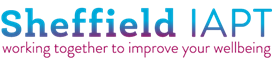 Sheffield IAPT
working together to improve your wellbeing